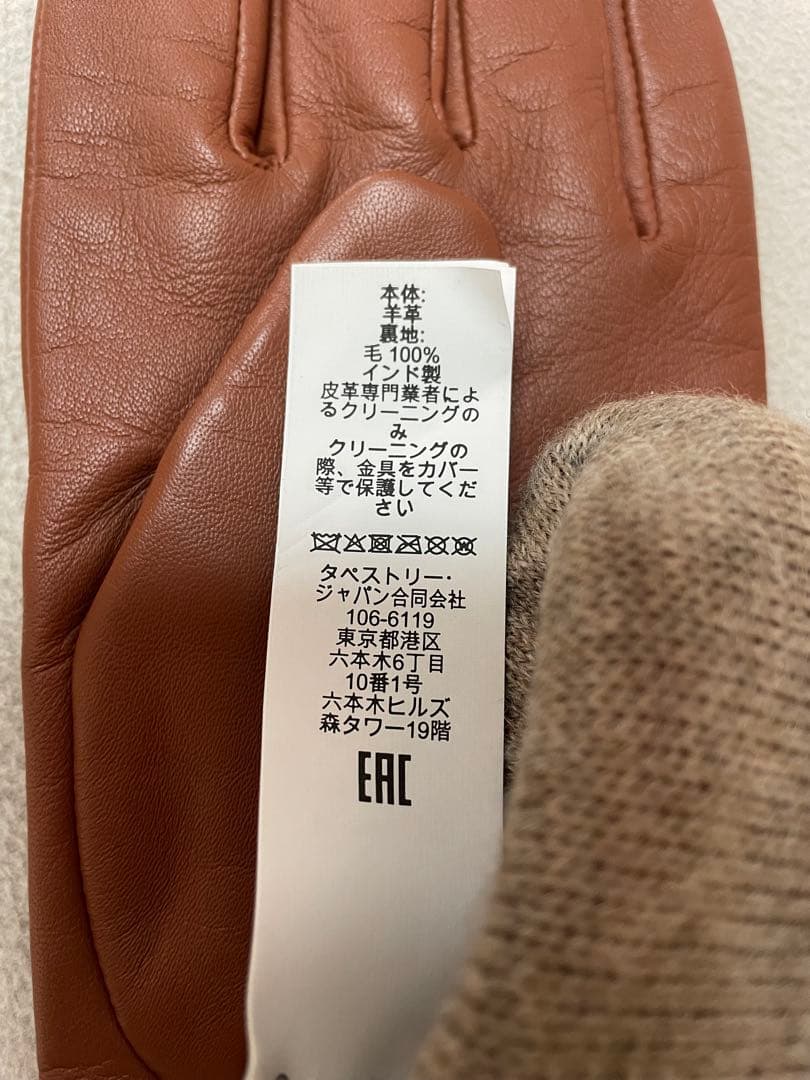 本体:
羊革
裏地:
毛 100%
インド製
皮革専門業者によ
るクリーニングの
み
クリーニングの
際、金具をカバー
等で保護してくだ
さい
タペストリー・
ジャパン合同会社
106-6119
東京都港区
六本木6丁目
10番1号
六本木ヒルズ
森タワー19階
EAC